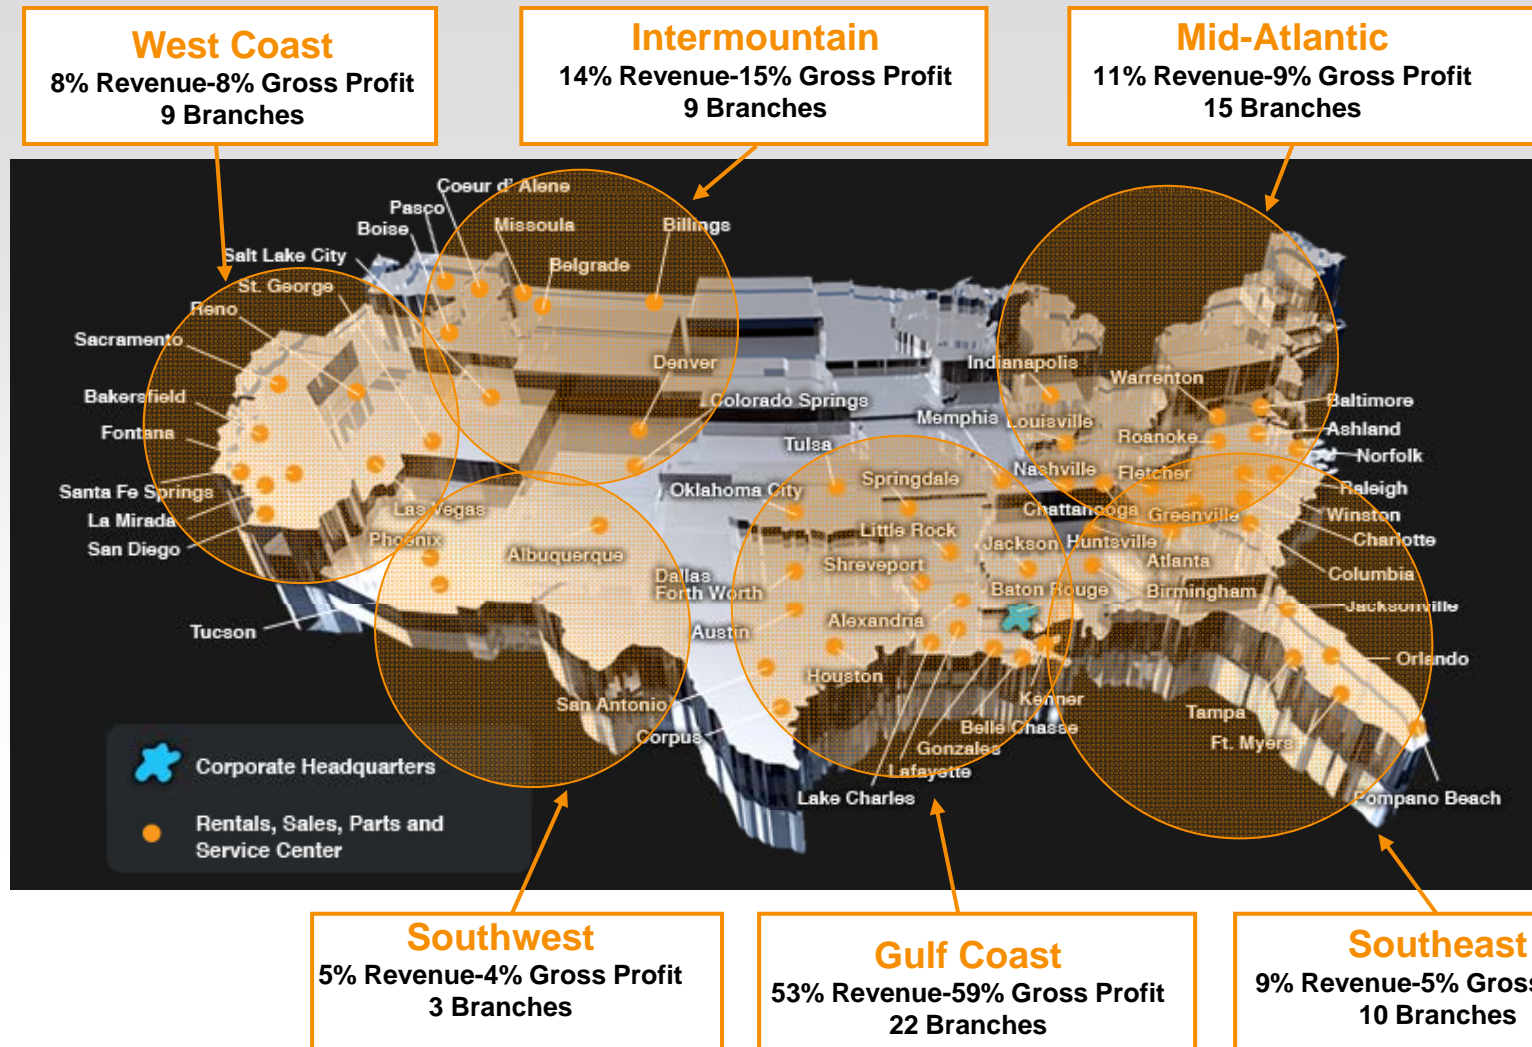 West Coast
8% Revenue-8% Gross Profit
9 Branches
Intermountain
14% Revenue-15% Gross Profit
9 Branches
Mid-Atlantic
11% Revenue-9% Gross Profit
15 Branches
Coeur d' Alene
Pasco
Boise
Missoula
Billings
Salt Lake City
Belgrade
St. George
Reno
Sacramento
Denver
Indianapolis
Warrenton
Bakersfield
Colorado Springs
Baltimore
Memphis
Louisville
Fontana
Tulsa
Roanoke
Ashland
Norfolk
Santa Fe Springs
Oklahoma City
Springdale
Nashville
Fletcher
Raleigh
La Mirada
Las Vegas
Chattanooga
Greenville
Winston
San Diego
Phoenix
Albuquerque
Little Rock
Jackson
Huntsville
Charlotte
Dallas
Forth Worth
Shreveport
Atlanta
Columbia
Baton Rouge
Birmingham
Jacksonville
Tucson
Austin
Alexandria
Orlando
Houston
San Antonio
Kenner
Tampa
Corpus
Belle Chasse
Ft. Myers
Gonzales
Lafayette
Lake Charles
Pompano Beach
Corporate Headquarters
Rentals, Sales, Parts and
Service Center
Southwest
5% Revenue-4% Gross Profit
3 Branches
Gulf Coast
53% Revenue-59% Gross Profit
22 Branches
Southeast
9% Revenue-5% Gross
10 Branches